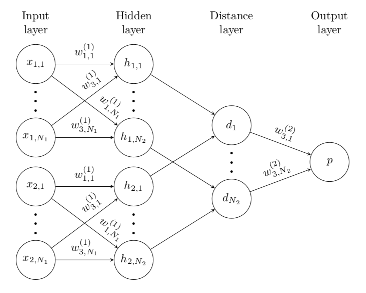 Input layer
Hidden layer
Distance layer
Output layer
x_{1,1}
w_{1,1}^{(1)}
h_{1,1}
w_{3,1}^{(1)}
w_{1,N_1}^{(1)}
x_{1,N_1}
w_{3,N_1}^{(1)}
h_{1,N_2}
d_1
w_{3,1}^{(2)}
p
x_{2,1}
w_{1,1}^{(1)}
h_{2,1}
w_{3,1}^{(1)}
w_{1,N_1}^{(1)}
d_{N_2}
w_{3,N_2}^{(2)}
x_{2,N_1}
w_{3,N_1}^{(1)}
h_{2,N_2}